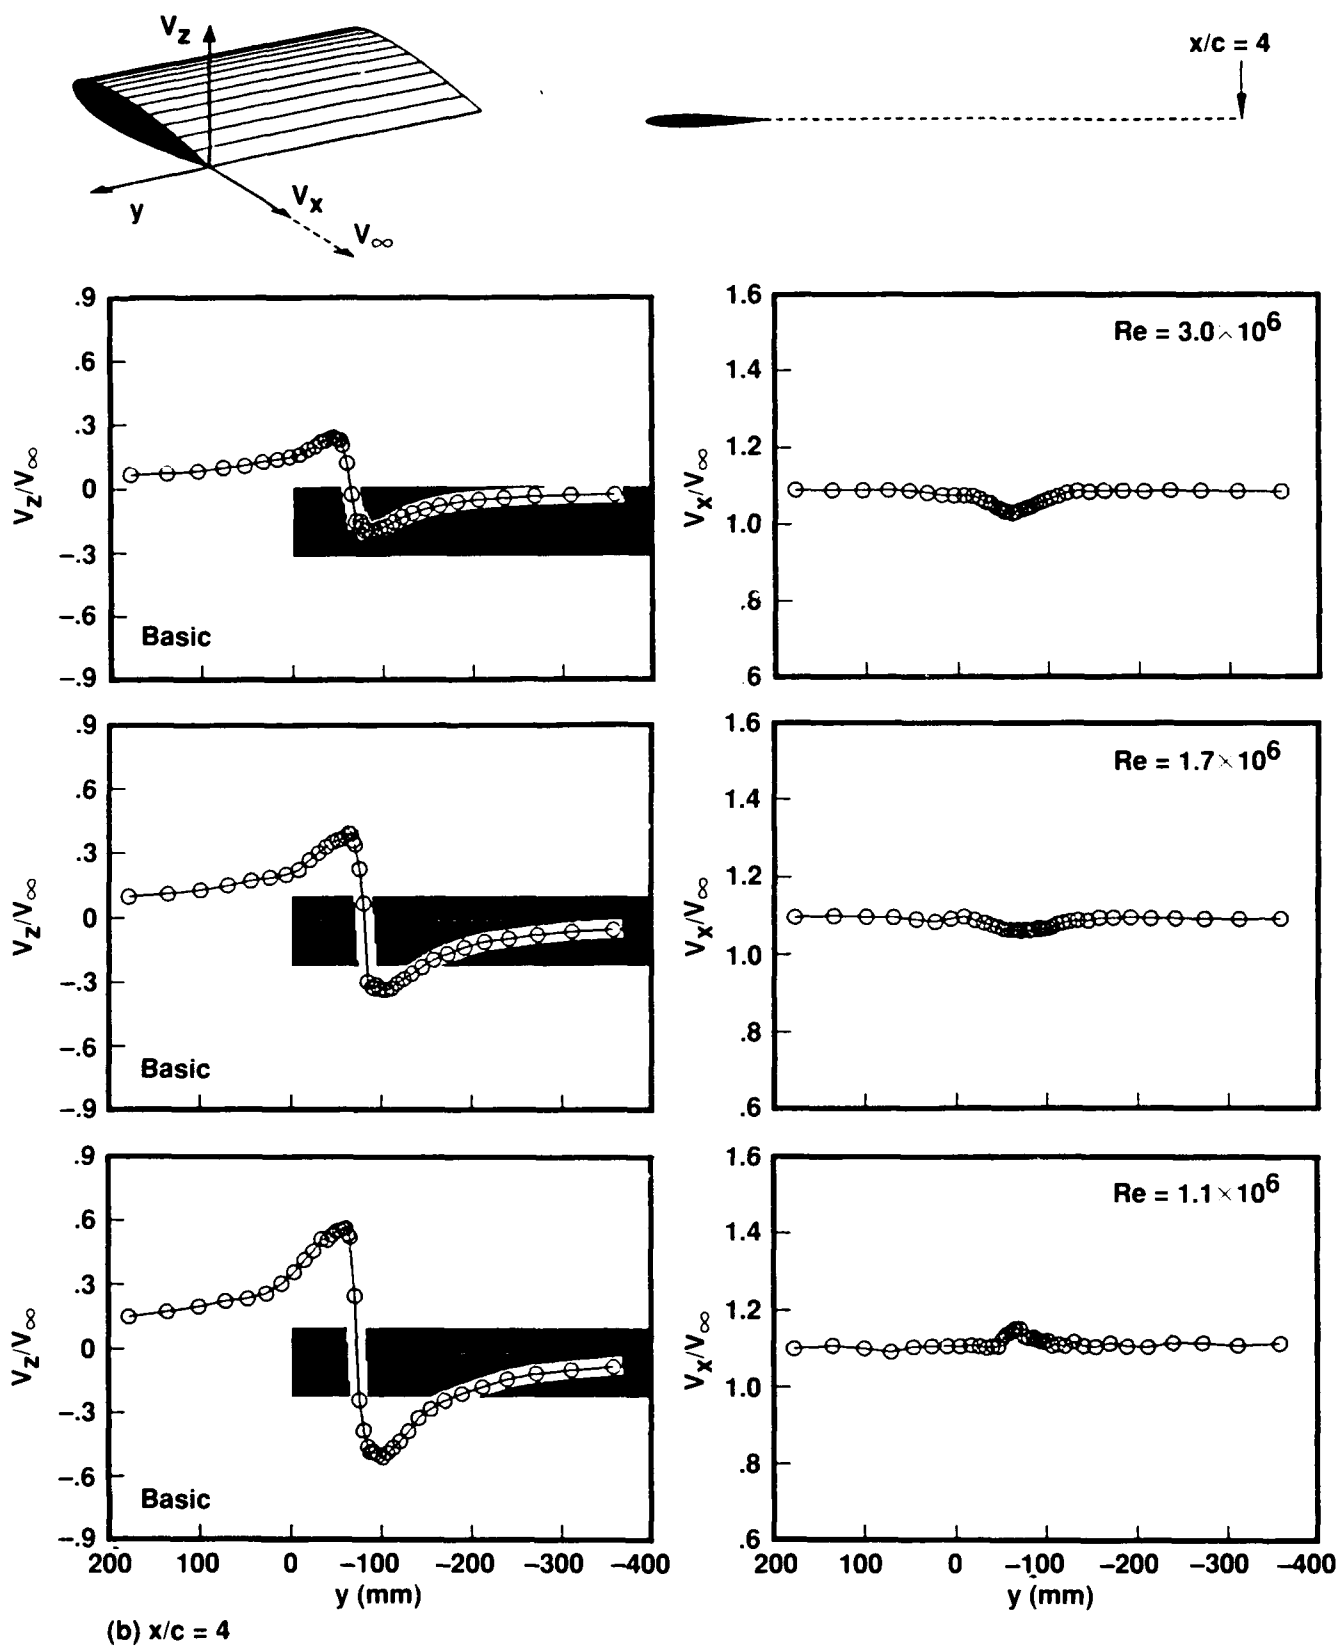 V_z
x/c = 4
y
V_x
V_∞
.9
.6
.3
0
-.3
-.6
-.9
V_z/V_∞
Basic
1.6
1.4
1.2
1.0
.8
.6
V_x/V_∞
Re = 3.0 × 10^6
.9
.6
.3
0
-.3
-.6
-.9
V_z/V_∞
Basic
1.6
1.4
1.2
1.0
.8
.6
V_x/V_∞
Re = 1.7 × 10^6
.9
.6
.3
0
-.3
-.6
-.9
V_z/V_∞
Basic
200 100 0 -100 -200 -300 -400
y (mm)
1.6
1.4
1.2
1.0
.8
.6
V_x/V_∞
Re = 1.1 × 10^6
200 100 0 -100 -200 -300 -400
y (mm)
(b) x/c = 4